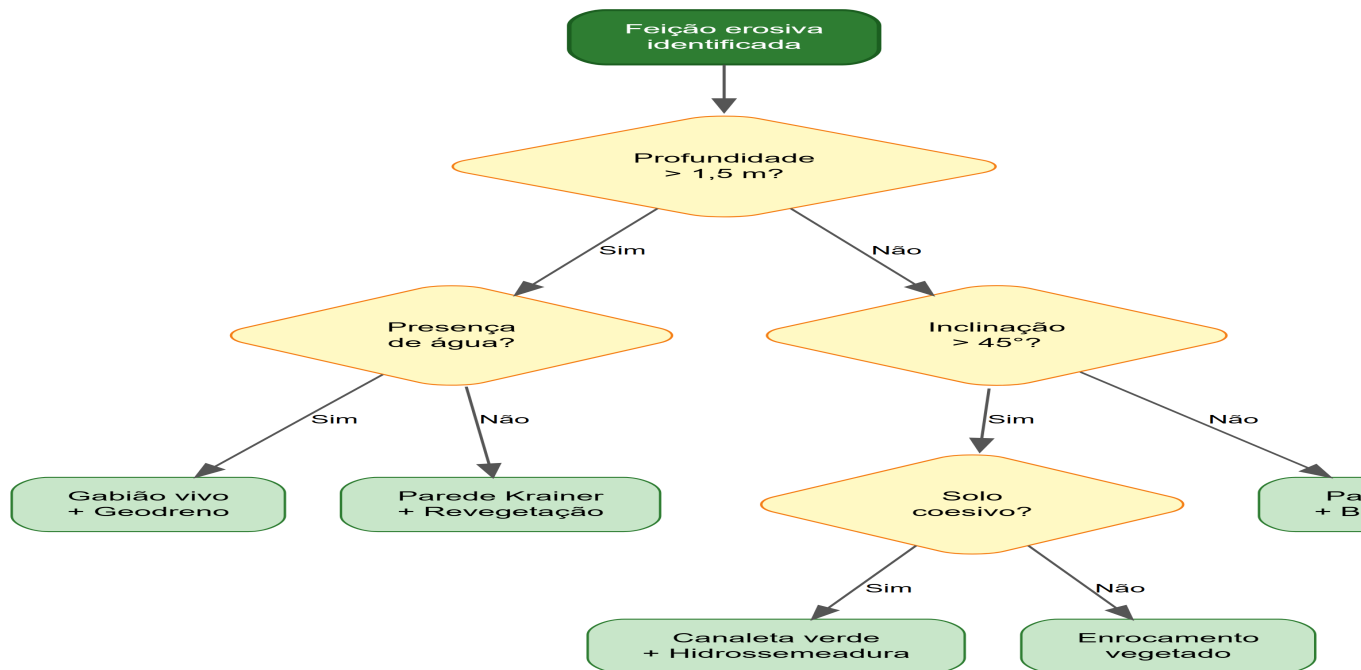 Feição erosiva
identificada
Profundidade
> 1,5 m?
Sim
Não
Presença
de água?
Inclinação
> 45°?
Sim
Não
Sim
Não
Gabião vivo
+ Geodreno
Parede Krainer
+ Revegetação
Solo
coesivo?
Sim
Não
Canaleta verde
+ Hidrossemeadura
Enrocamento
vegetado